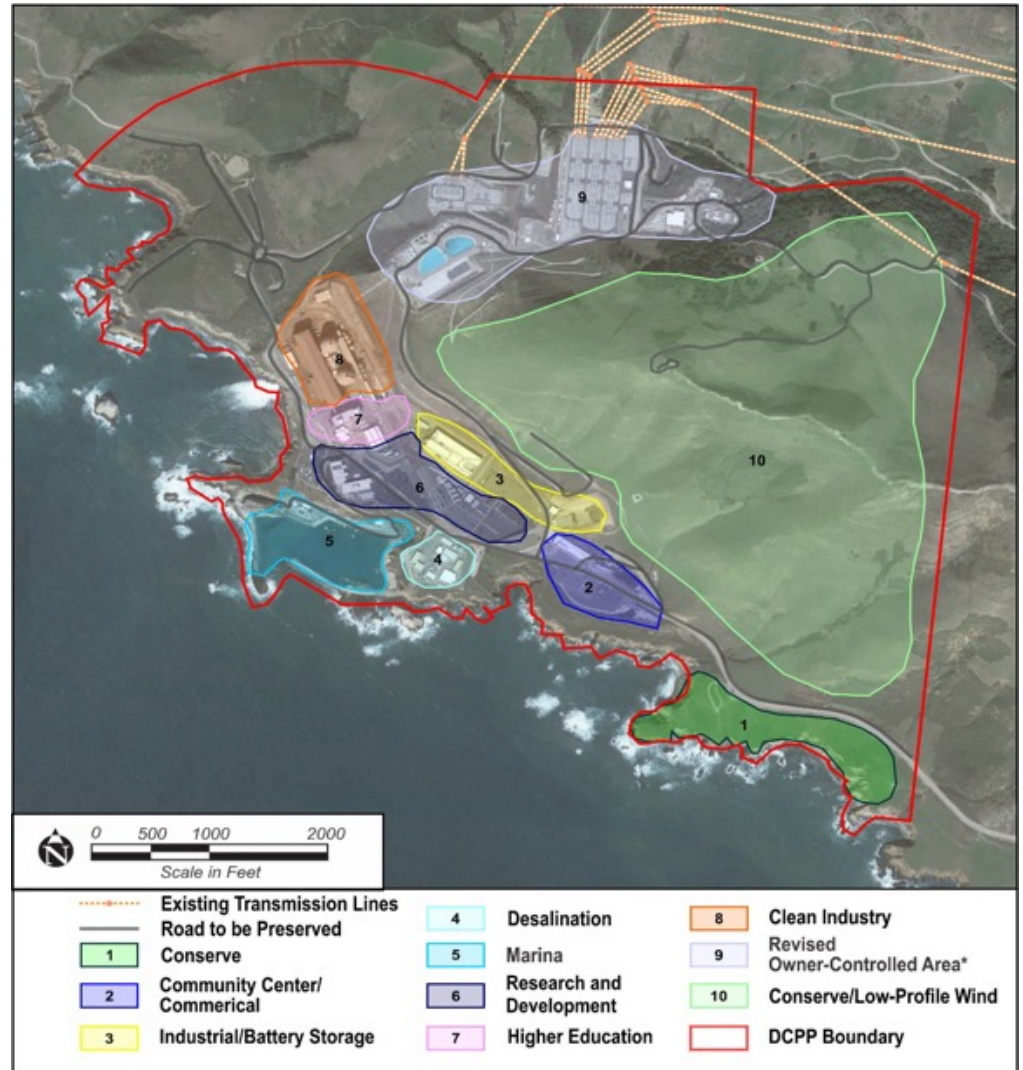 9
8
7
3
10
6
5
4
2
1
N
0 500 1000 2000
Scale in Feet
Existing Transmission Lines
Road to be Preserved
1 Conserve
2 Community Center/
Commerical
3 Industrial/Battery Storage
4 Desalination
5 Marina
6 Research and
Development
7 Higher Education
8 Clean Industry
9 Revised
Owner-Controlled Area*
10 Conserve/Low-Profile Wind
DCPP Boundary